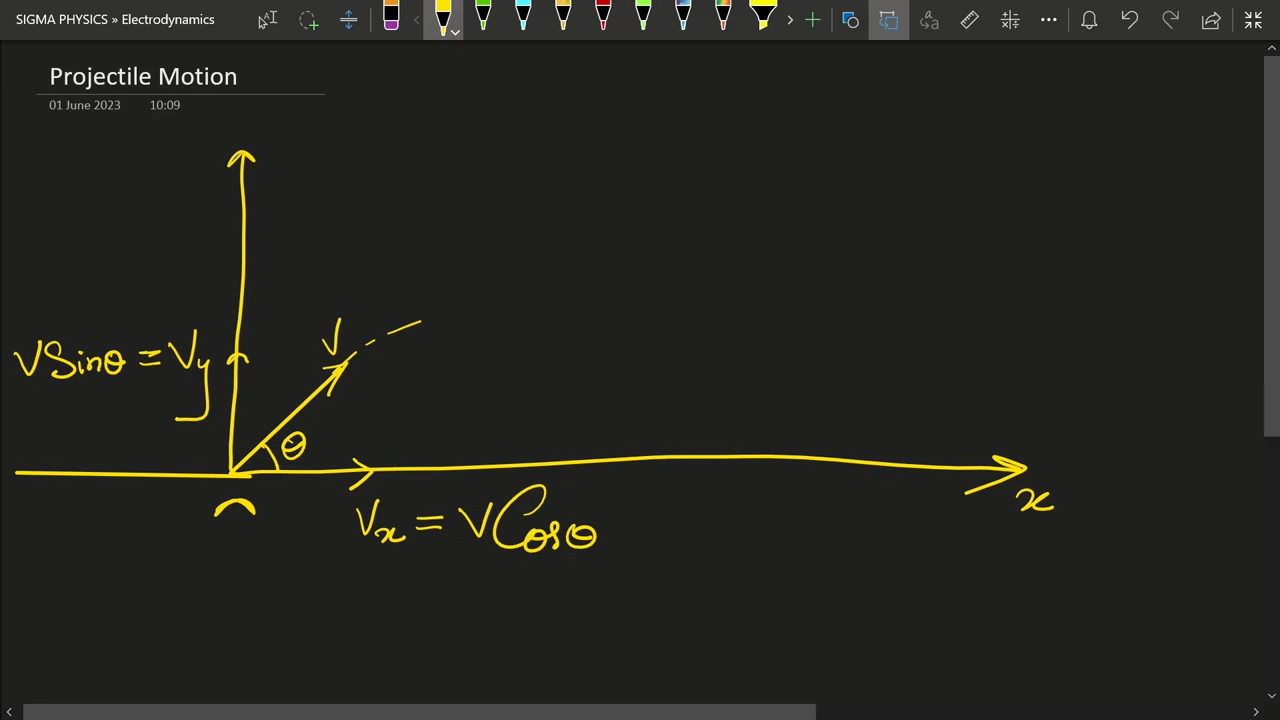 SIGMA PHYSICS » Electrodynamics
Projectile Motion
01 June 2023 10:09
V
VSinθ = Vy
θ
x
Vx = VCosθ